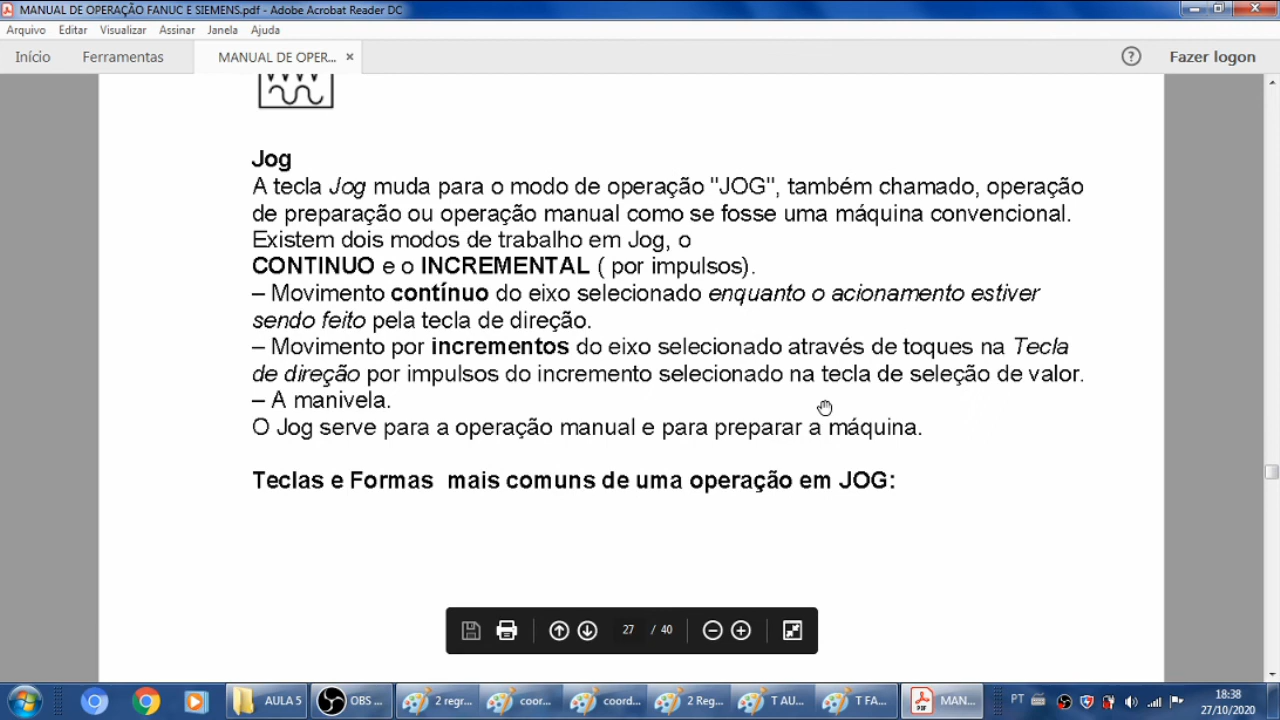 MANUAL DE OPERAÇÃO FANUC E SIEMENS.pdf - Adobe Acrobat Reader DC
Arquivo Editar Visualizar Assinar Janela Ajuda
Início Ferramentas MANUAL DE OPER... × ? Fazer logon
Jog
A tecla Jog muda para o modo de operação "JOG", também chamado, operação
de preparação ou operação manual como se fosse uma máquina convencional.
Existem dois modos de trabalho em Jog, o
CONTINUO e o INCREMENTAL ( por impulsos).
– Movimento contínuo do eixo selecionado enquanto o acionamento estiver
sendo feito pela tecla de direção.
– Movimento por incrementos do eixo selecionado através de toques na Tecla
de direção por impulsos do incremento selecionado na tecla de seleção de valor.
– A manivela.
O Jog serve para a operação manual e para preparar a máquina.
Teclas e Formas mais comuns de uma operação em JOG:
27 / 40
AULA 5 OBS ... 2 regr... coor... coord... 2 Reg... T AU... T FA... MAN... PT 18:38
27/10/2020